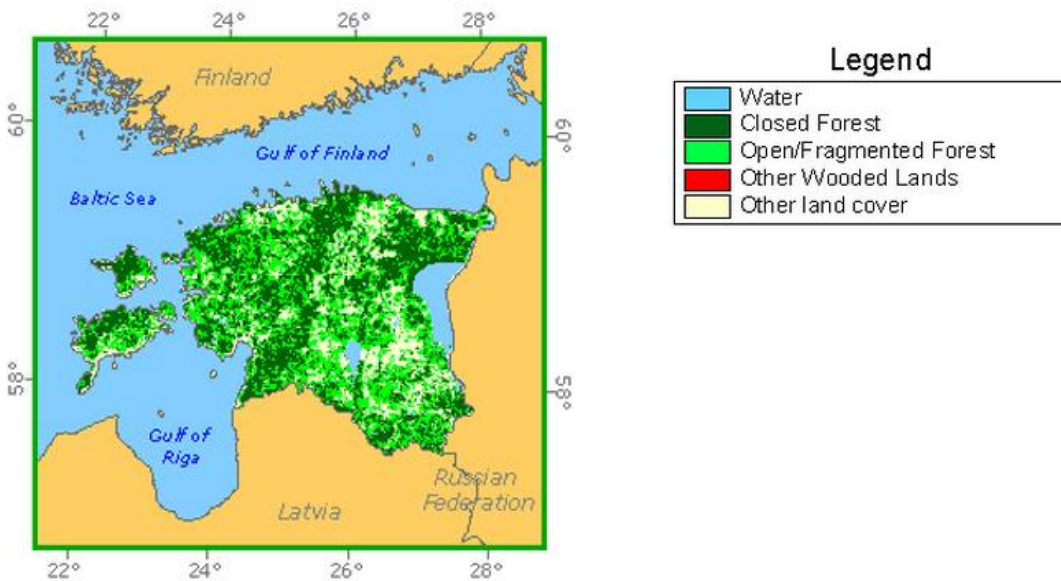 22° 24° 26° 28°
Finland
60°
60°
Gulf of Finland
Baltic Sea
58°
58°
Gulf of
Riga
Russian
Federation
Latvia
22° 24° 26° 28°
Legend
Water
Closed Forest
Open/Fragmented Forest
Other Wooded Lands
Other land cover